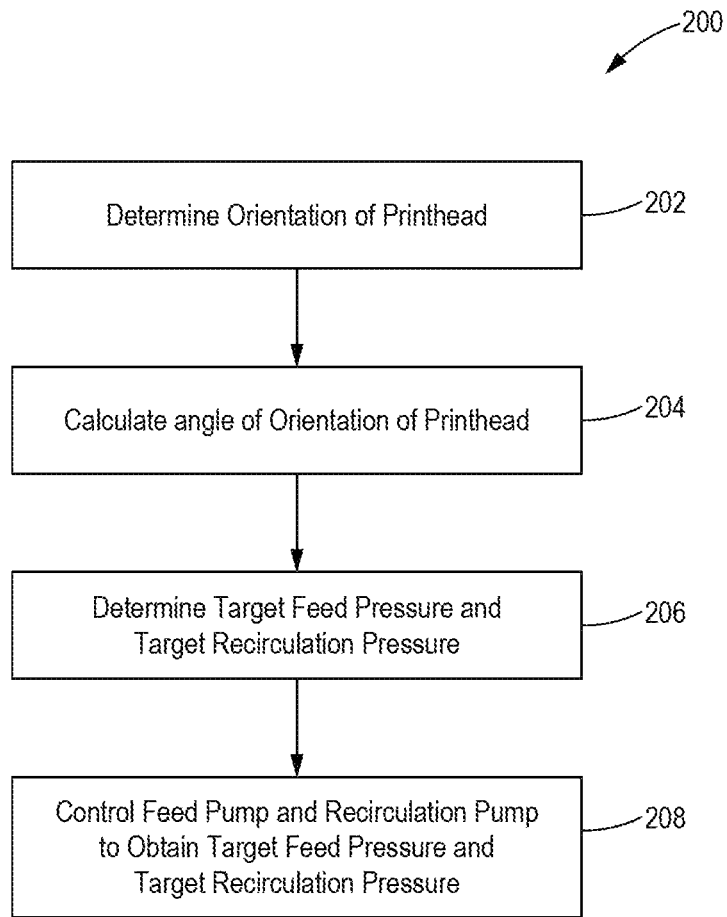 200
Determine Orientation of Printhead
202
Calculate angle of Orientation of Printhead
204
Determine Target Feed Pressure and
Target Recirculation Pressure
206
Control Feed Pump and Recirculation Pump
to Obtain Target Feed Pressure and
Target Recirculation Pressure
208